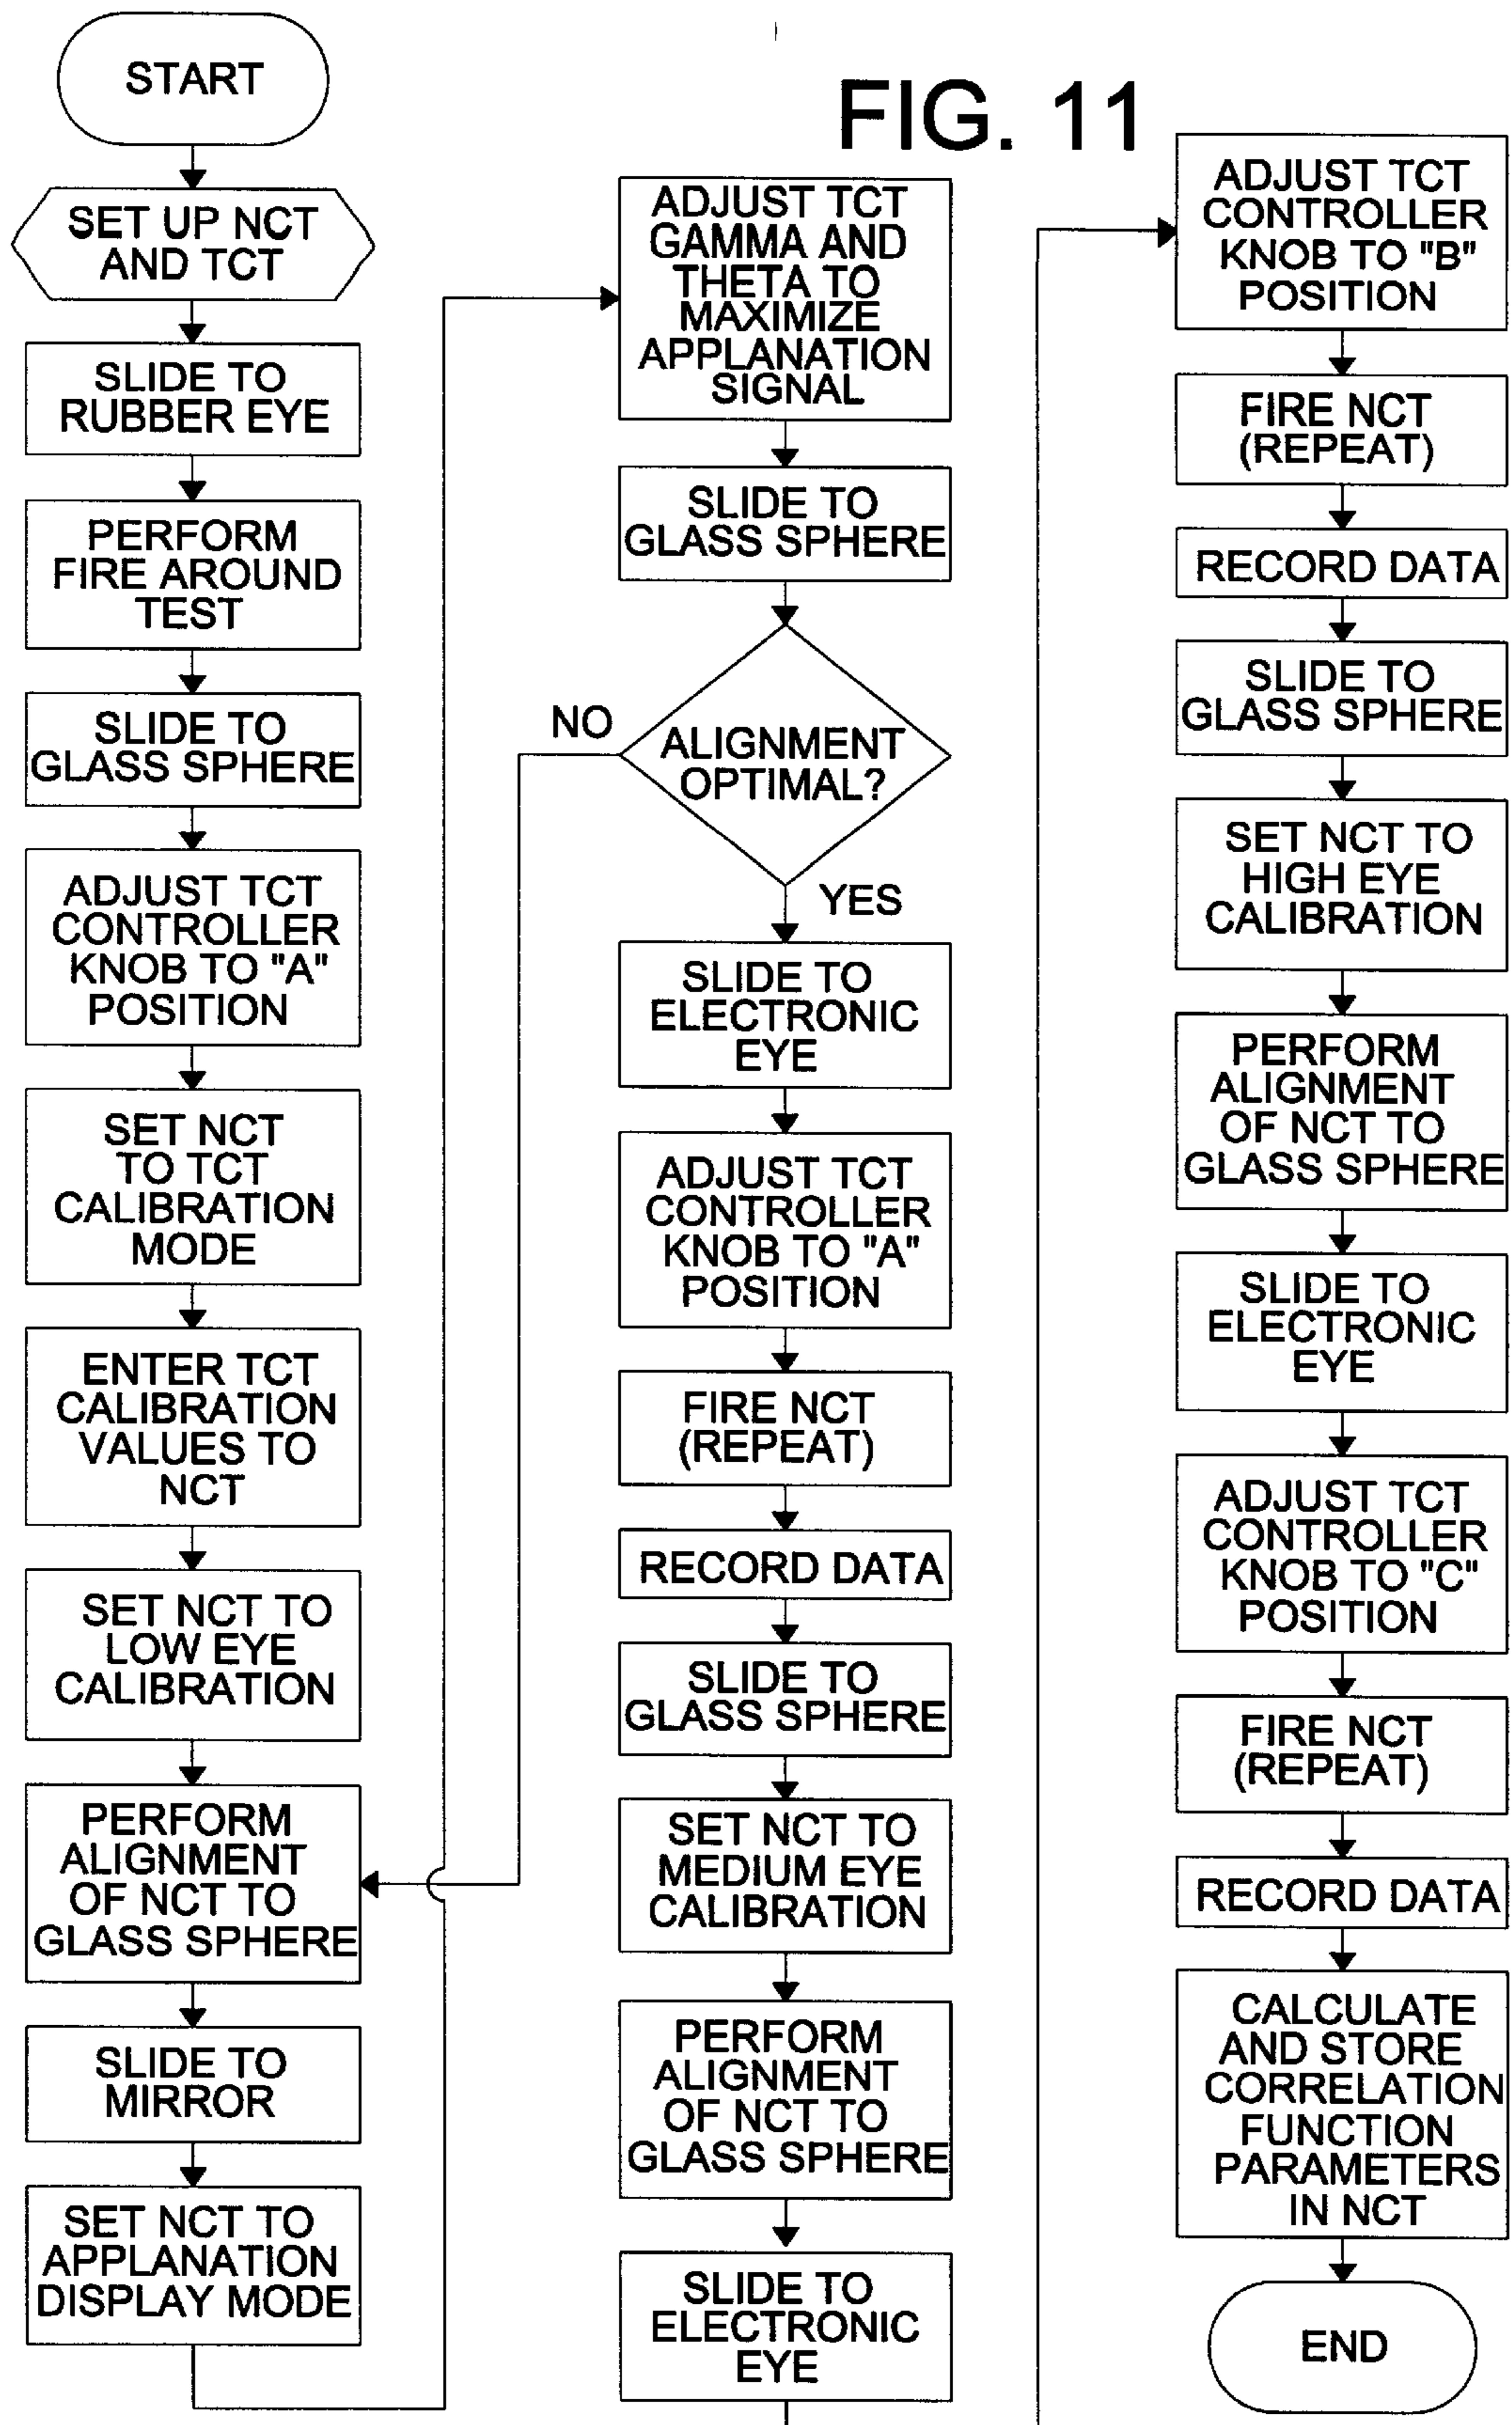 FIG. 11
START
SET UP NCT
AND TCT
SLIDE TO
RUBBER EYE
PERFORM
FIRE AROUND
TEST
SLIDE TO
GLASS SPHERE
ADJUST TCT
CONTROLLER
KNOB TO "A"
POSITION
SET NCT
TO TCT
CALIBRATION
MODE
ENTER TCT
CALIBRATION
VALUES TO
NCT
SET NCT TO
LOW EYE
CALIBRATION
PERFORM
ALIGNMENT
OF NCT TO
GLASS SPHERE
SLIDE TO
MIRROR
SET NCT TO
APPLANATION
DISPLAY MODE
ADJUST TCT
GAMMA AND
THETA TO
MAXIMIZE
APPLANATION
SIGNAL
SLIDE TO
GLASS SPHERE
NO
ALIGNMENT
OPTIMAL?
YES
SLIDE TO
ELECTRONIC
EYE
ADJUST TCT
CONTROLLER
KNOB TO "A"
POSITION
FIRE NCT
(REPEAT)
RECORD DATA
SLIDE TO
GLASS SPHERE
SET NCT TO
MEDIUM EYE
CALIBRATION
PERFORM
ALIGNMENT
OF NCT TO
GLASS SPHERE
SLIDE TO
ELECTRONIC
EYE
ADJUST TCT
CONTROLLER
KNOB TO "B"
POSITION
FIRE NCT
(REPEAT)
RECORD DATA
SLIDE TO
GLASS SPHERE
SET NCT TO
HIGH EYE
CALIBRATION
PERFORM
ALIGNMENT
OF NCT TO
GLASS SPHERE
SLIDE TO
ELECTRONIC
EYE
ADJUST TCT
CONTROLLER
KNOB TO "C"
POSITION
FIRE NCT
(REPEAT)
RECORD DATA
CALCULATE
AND STORE
CORRELATION
FUNCTION
PARAMETERS
IN NCT
END